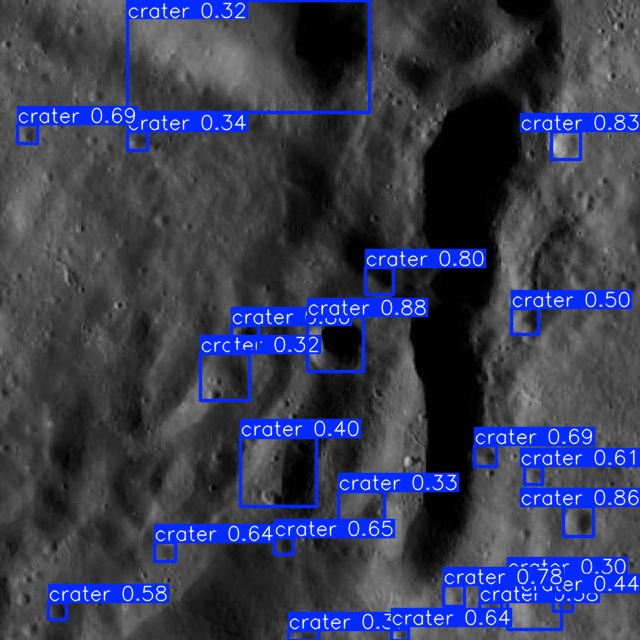 crater 0.32
crater 0.69
crater 0.34
crater 0.83
crater 0.80
crater 0.50
crater 0.88
crater
crater 0.32
crater 0.40
crater 0.69
crater 0.61
crater 0.33
crater 0.86
crater 0.65
crater 0.64
crater 0.30
crater 0.78
0.44
crater 0.58
crater 0.64